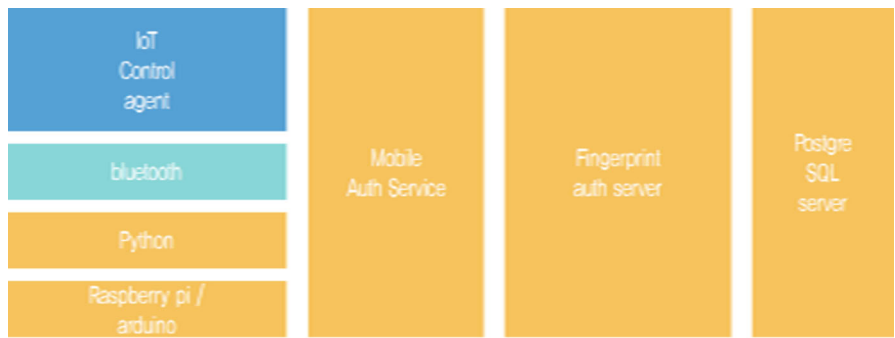 IoT
Control
agent
bluetooth
Python
Raspberry pi /
arduino
Mobile
Auth Service
Fingerprint
auth server
Postgre
SQL
server